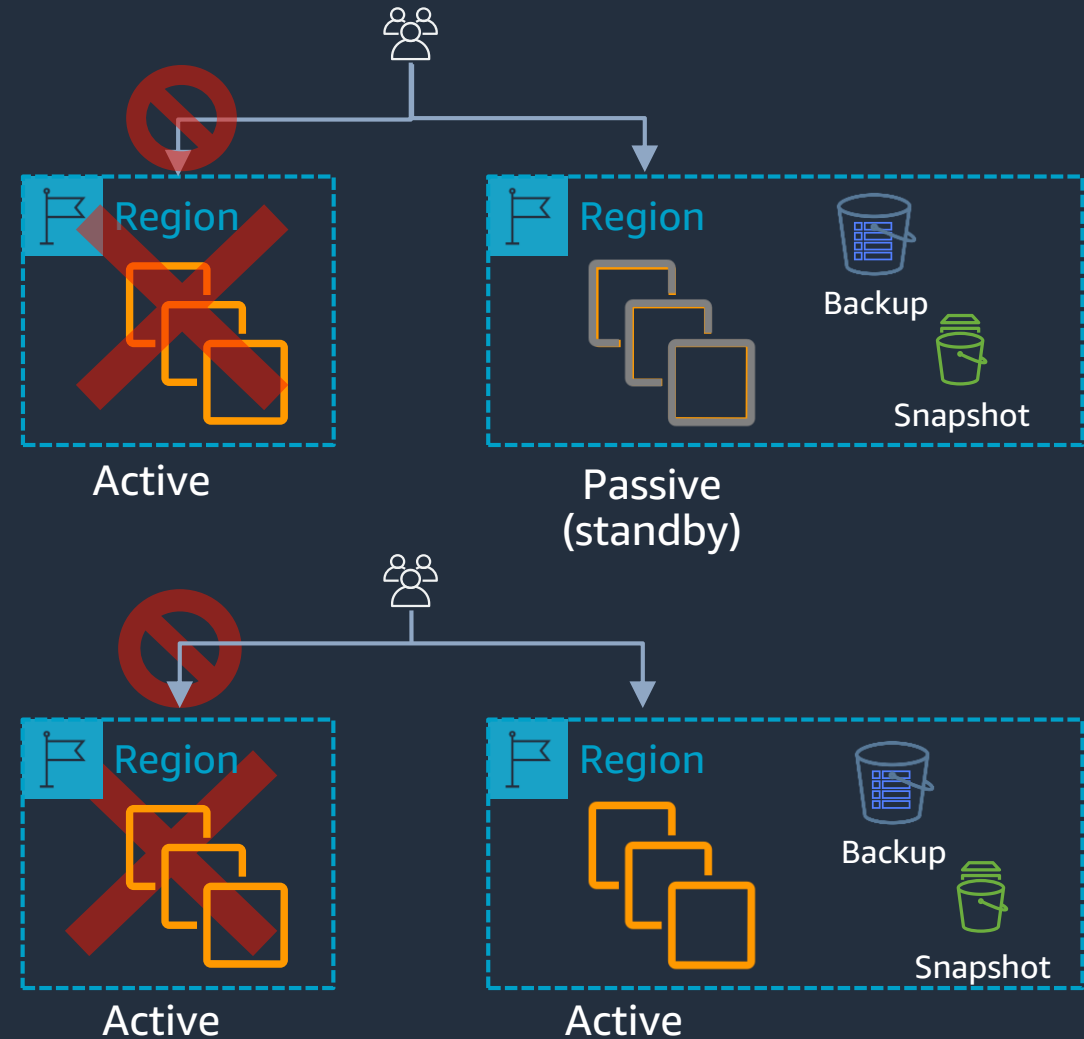 Region
Region
Backup
Snapshot
Active
Passive
(standby)
Region
Region
Backup
Snapshot
Active
Active